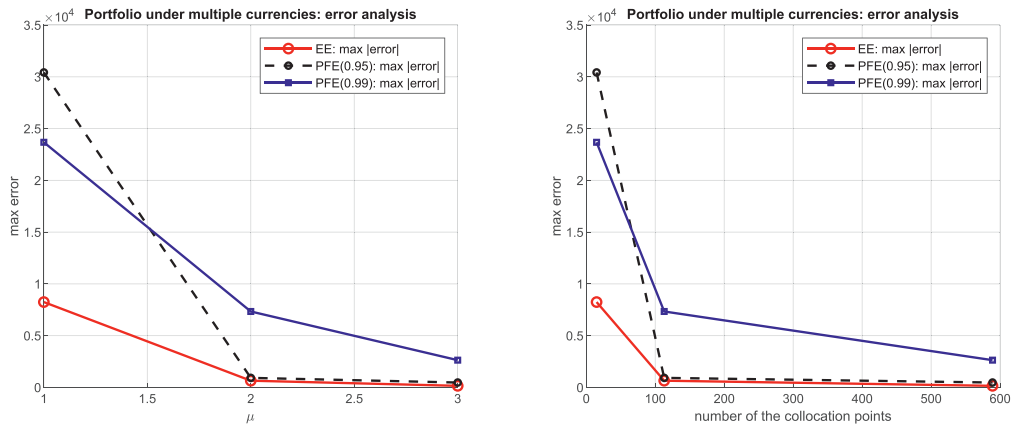 Portfolio under multiple currencies: error analysis
×10⁴
3.5
3
2.5
2
1.5
1
0.5
0
max error
1
1.5
2
2.5
3
μ
EE: max |error|
PFE(0.95): max |error|
PFE(0.99): max |error|
Portfolio under multiple currencies: error analysis
×10⁴
3.5
3
2.5
2
1.5
1
0.5
0
max error
0
100
200
300
400
500
600
number of the collocation points
EE: max |error|
PFE(0.95): max |error|
PFE(0.99): max |error|